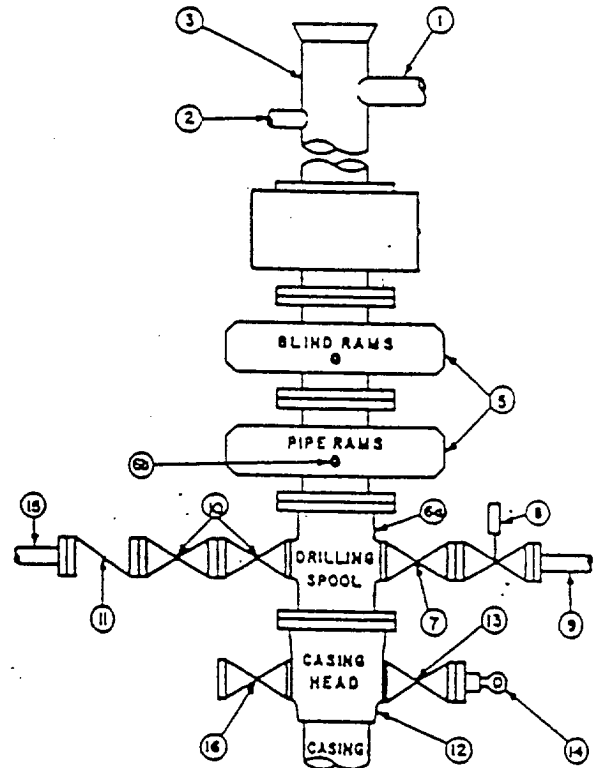 3
1
2
BLIND RAMS
5
PIPE RAMS
6b
15
10
6a
8
DRILLING
SPOOL
11
7
13
9
CASING
HEAD
16
12
14
CASING